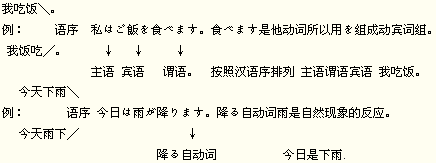 我吃饭＼。
例：　　语序　私はご飯を食べます。食べます是他动词所以用を组成动宾词组。
我饭吃／。　　↓　↓　　↓
主语 宾语　　谓语。　按照汉语序排列 主语谓语宾语 我吃饭。
今天下雨＼
例：　　语序 今日は雨が降ります。降る自动词雨是自然现象的反应。
今天雨下／　　↓
降る自动词　　今日是下雨